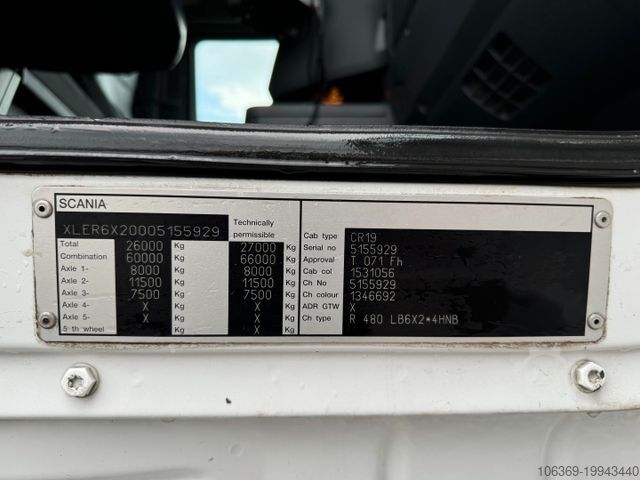 SCANIA
XLER6X20005155929 Technically permissible
Total 26000 Kg 27000 Kg
Combination 60000 Kg 66000 Kg
Axle 1- 8000 Kg 8000 Kg
Axle 2- 11500 Kg 11500 Kg
Axle 3- 7500 Kg 7500 Kg
Axle 4- X Kg X Kg
Axle 5- X Kg X Kg
5 th wheel X Kg X Kg
Cab type CR19
Serial no 5155929
Approval T 071 Fh
Cab col 1531056
Ch No 5155929
Ch colour 1346692
ADR GTW X
Ch type R 480 LB6X2*4HNB
106369-19943440